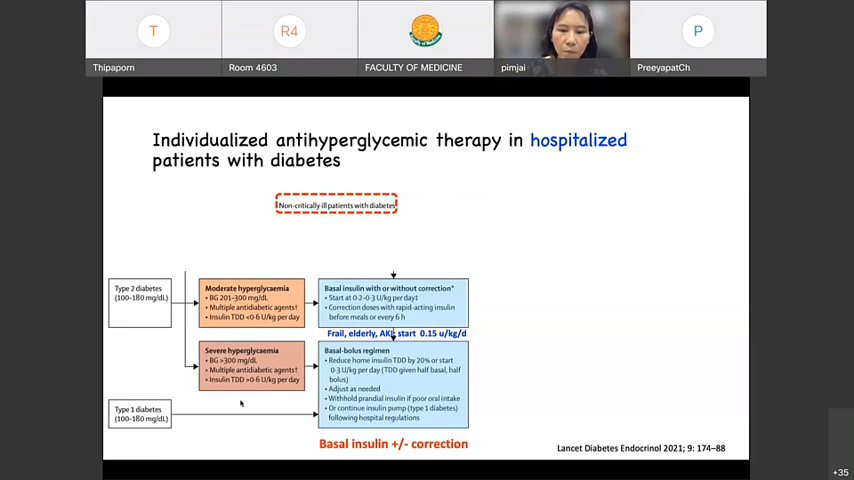 T
R4
P
Thipaporn
Room 4603
FACULTY OF MEDICINE
pimjai
PreeyapatCh
Individualized antihyperglycemic therapy in hospitalized
patients with diabetes
Non-critically ill patients with diabetes
Type 2 diabetes
(100–180 mg/dL)
Moderate hyperglycaemia
• BG 201–300 mg/dL
• Multiple antidiabetic agents†
• Insulin TDD <0·6 U/kg per day
Basal insulin with or without correction*
• Start at 0·2–0·3 U/kg per day‡
• Correction doses with rapid-acting insulin
before meals or every 6 h
Frail, elderly, AKI, start 0.15 u/kg/d
Severe hyperglycaemia
• BG >300 mg/dL
• Multiple antidiabetic agents†
• Insulin TDD >0·6 U/kg per day
Basal-bolus regimen
• Reduce home insulin TDD by 20% or start
0·3 U/kg per day (TDD given half basal, half
bolus)
• Adjust as needed
• Withhold prandial insulin if poor oral intake
• Or continue insulin pump (type 1 diabetes)
following hospital regulations
Type 1 diabetes
(100–180 mg/dL)
Basal insulin +/- correction
Lancet Diabetes Endocrinol 2021; 9: 174–88
+35